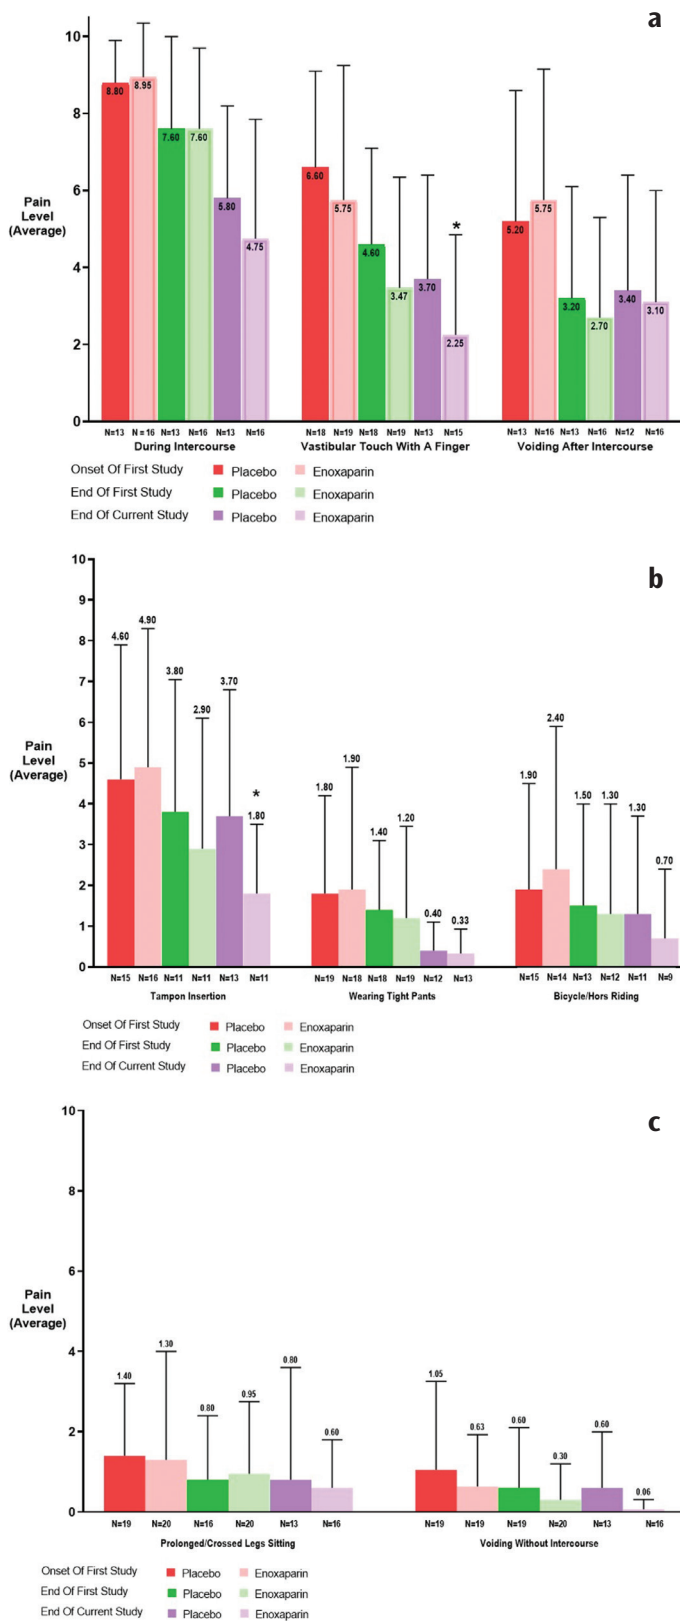 a
10
8
6
4
2
0
Pain
Level
(Average)
8.80 8.95 7.60 7.60 5.80 4.75
6.60 5.75 4.60 3.47 3.70 * 2.25
5.20 5.75 3.20 2.70 3.40 3.10
N=13 N = 16 N=13 N=16 N=13 N=16 N=18 N=19 N=18 N=19 N=13 N=15 N=13 N=16 N=13 N=16 N=12 N=16
During Intercourse Vastibular Touch With A Finger Voiding After Intercourse
Onset Of First Study Placebo Enoxaparin
End Of First Study Placebo Enoxaparin
End Of Current Study Placebo Enoxaparin
b
10
9
8
7
6
5
4
3
2
1
0
Pain
Level
(Average)
4.60 4.90 3.80 2.90 3.70 * 1.80
1.80 1.90 1.40 1.20 0.40 0.33
1.90 2.40 1.50 1.30 1.30 0.70
N=15 N=16 N=11 N=11 N=13 N=11 N=19 N=18 N=18 N=19 N=12 N=13 N=15 N=14 N=13 N=12 N=11 N=9
Tampon Insertion Wearing Tight Pants Bicycle/Hors Riding
Onset Of First Study Placebo Enoxaparin
End Of First Study Placebo Enoxaparin
End Of Current Study Placebo Enoxaparin
c
10
8
6
4
2
0
Pain
Level
(Average)
1.40 1.30 0.80 0.95 0.80 0.60
1.05 0.63 0.60 0.30 0.60 0.06
N=19 N=20 N=16 N=20 N=13 N=16 N=19 N=19 N=19 N=20 N=13 N=16
Prolonged/Crossed Legs Sitting Voiding Without Intercourse
Onset Of First Study Placebo Enoxaparin
End Of First Study Placebo Enoxaparin
End Of Current Study Placebo Enoxaparin